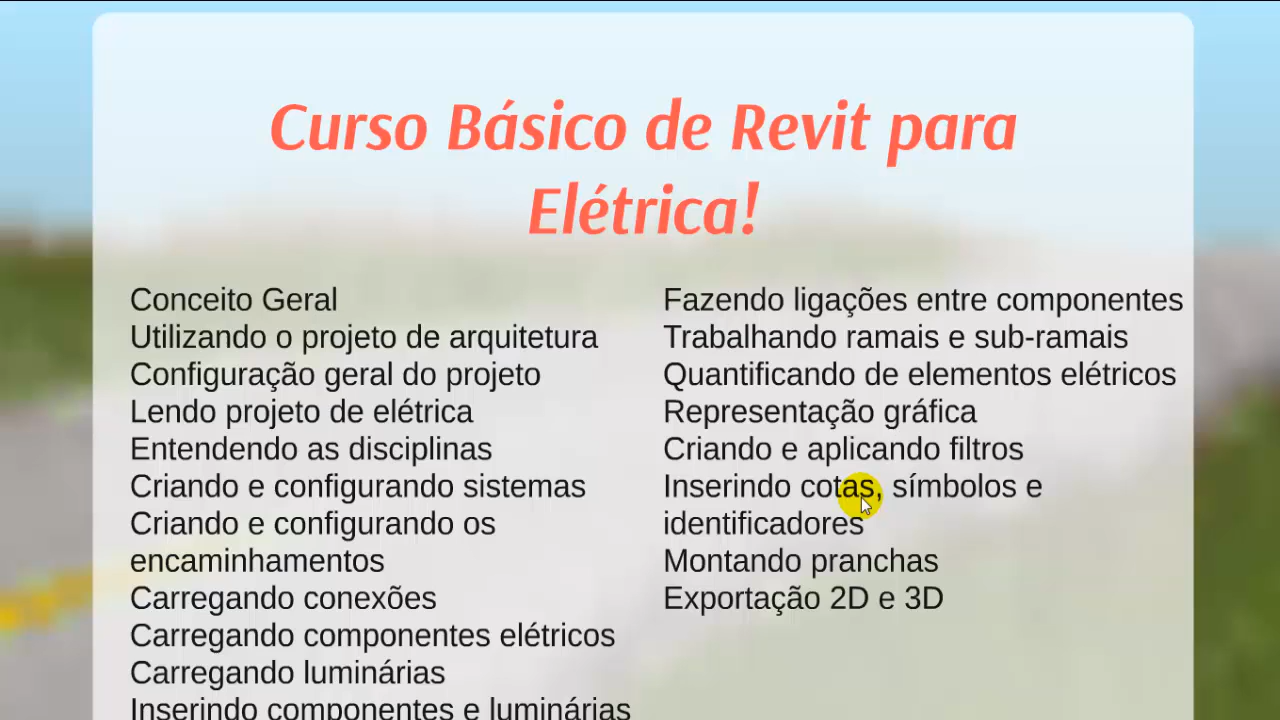 Curso Básico de Revit para
Elétrica!
Conceito Geral
Utilizando o projeto de arquitetura
Configuração geral do projeto
Lendo projeto de elétrica
Entendendo as disciplinas
Criando e configurando sistemas
Criando e configurando os
encaminhamentos
Carregando conexões
Carregando componentes elétricos
Carregando luminárias
Inserindo componentes e luminárias
Fazendo ligações entre componentes
Trabalhando ramais e sub-ramais
Quantificando de elementos elétricos
Representação gráfica
Criando e aplicando filtros
Inserindo cotas, símbolos e
identificadores
Montando pranchas
Exportação 2D e 3D